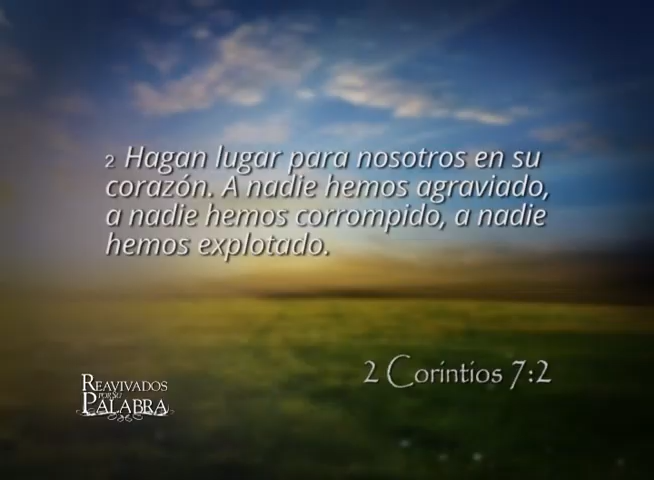 2 Hagan lugar para nosotros en su
corazón. A nadie hemos agraviado,
a nadie hemos corrompido, a nadie
hemos explotado.
2 Corintios 7:2
REAVIVADOS
POR SU
PALABRA